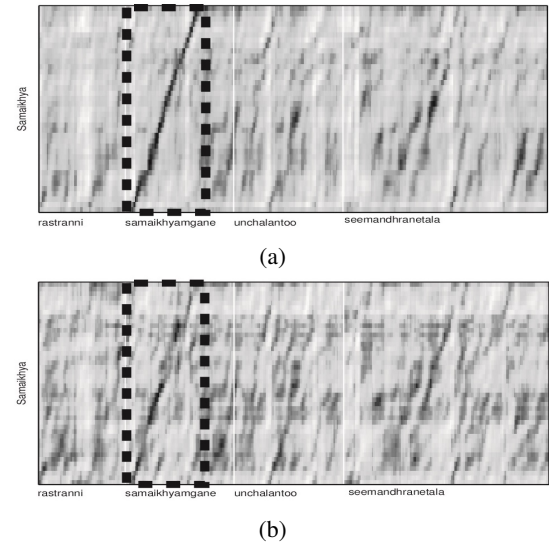 Samaikhya
rastranni samaikhyamgane unchalantoo seemandhranetala
(a)
Samaikhya
rastranni samaikhyamgane unchalantoo seemandhranetala
(b)